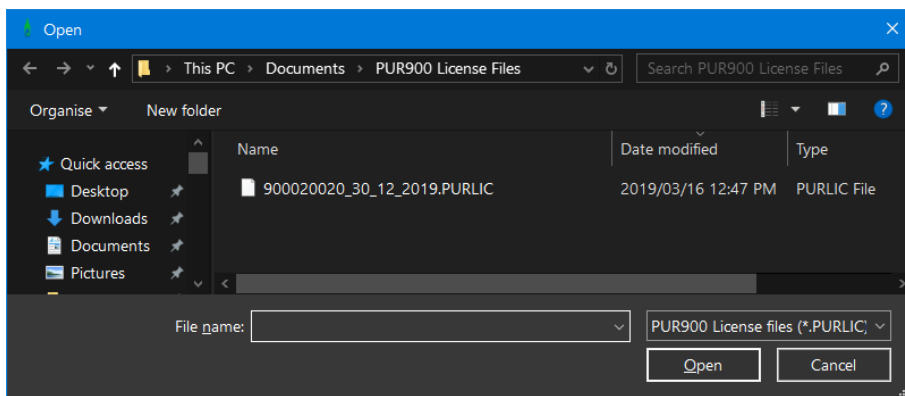 Open
This PC > Documents > PUR900 License Files
Search PUR900 License Files
Organise
New folder
Name
Date modified
Type
Quick access
Desktop
Downloads
Documents
Pictures
900020020_30_12_2019.PURLIC
2019/03/16 12:47 PM
PURLIC File
File name:
PUR900 License files (*.PURLIC)
Open
Cancel